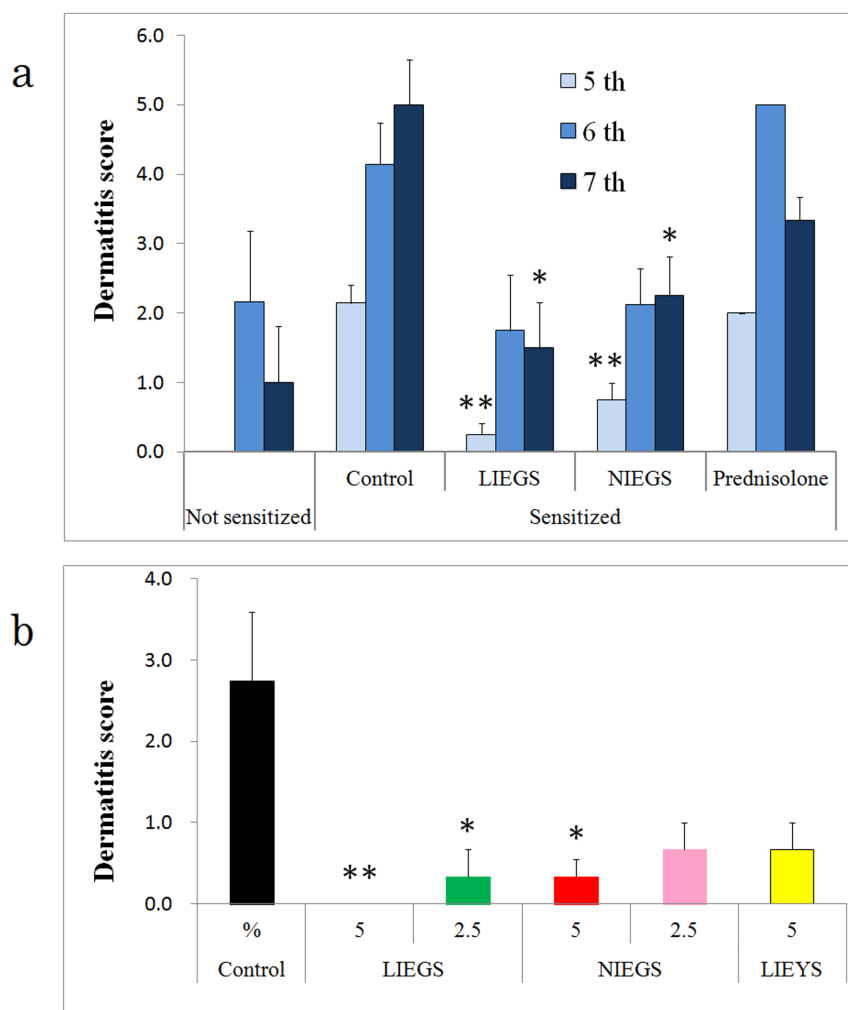 a
6.0
5.0
4.0
3.0
2.0
1.0
0.0
Dermatitis score
5 th
6 th
7 th
** * ** *
Control LIEGS NIEGS Prednisolone
Not sensitized Sensitized
b
4.0
3.0
2.0
1.0
0.0
Dermatitis score
** * *
% 5 2.5 5 2.5 5
Control LIEGS NIEGS LIEYS